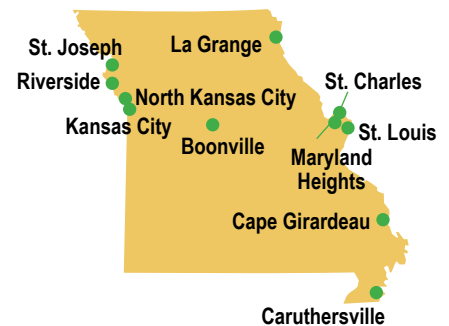 St. Joseph
La Grange
Riverside
St. Charles
North Kansas City
Kansas City
St. Louis
Boonville
Maryland
Heights
Cape Girardeau
Caruthersville